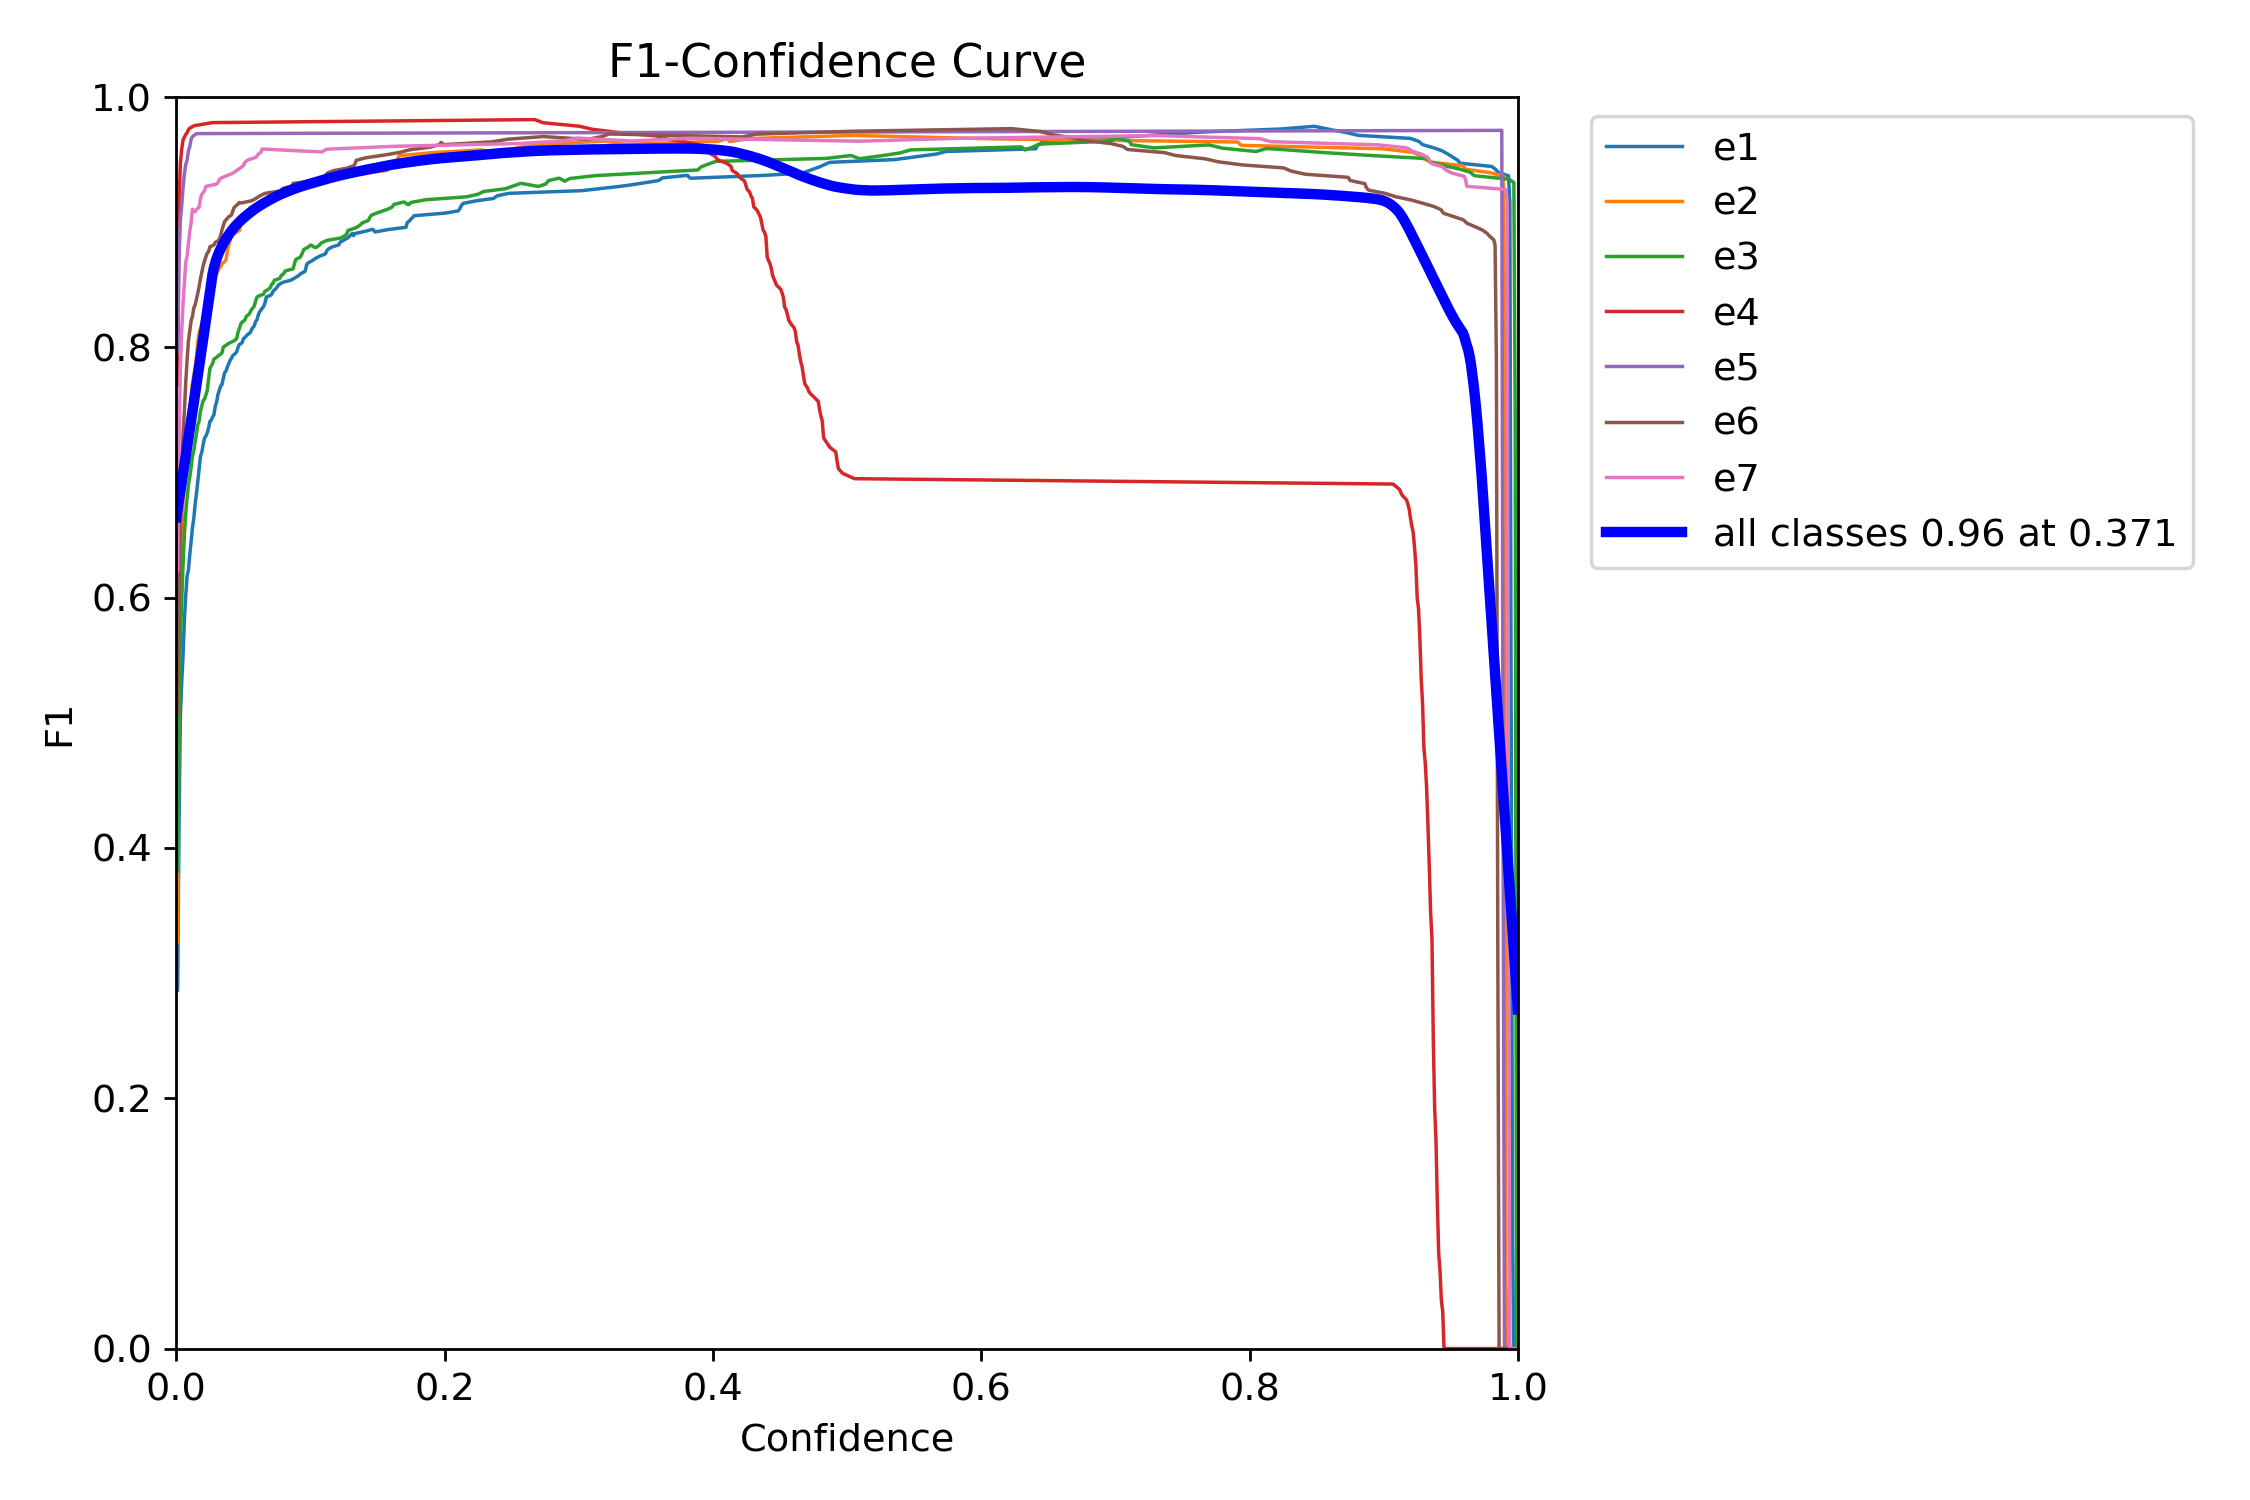 F1-Confidence Curve
1.0
0.8
0.6
0.4
0.2
0.0
F1
0.0 0.2 0.4 0.6 0.8 1.0
Confidence
e1
e2
e3
e4
e5
e6
e7
all classes 0.96 at 0.371